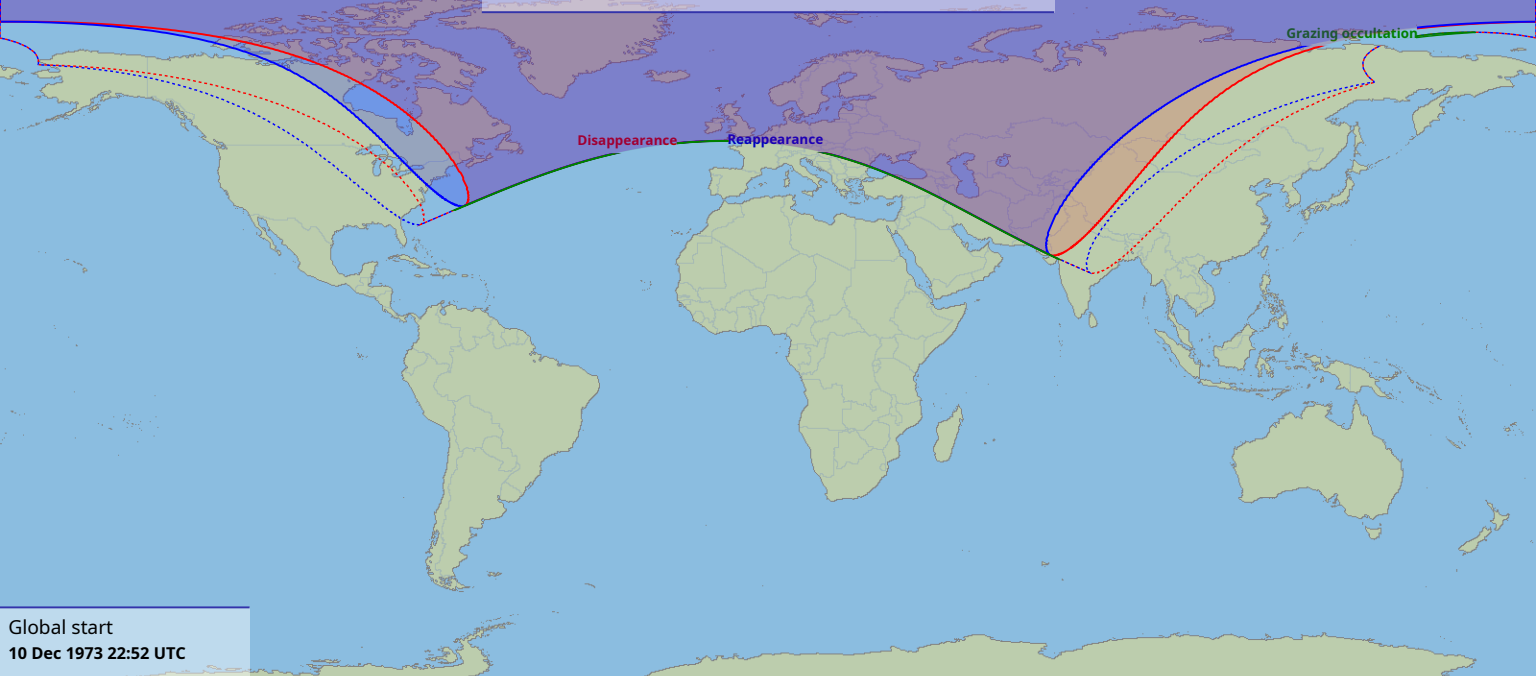 Grazing occultation
Disappearance
Reappearance
Global start
10 Dec 1973 22:52 UTC